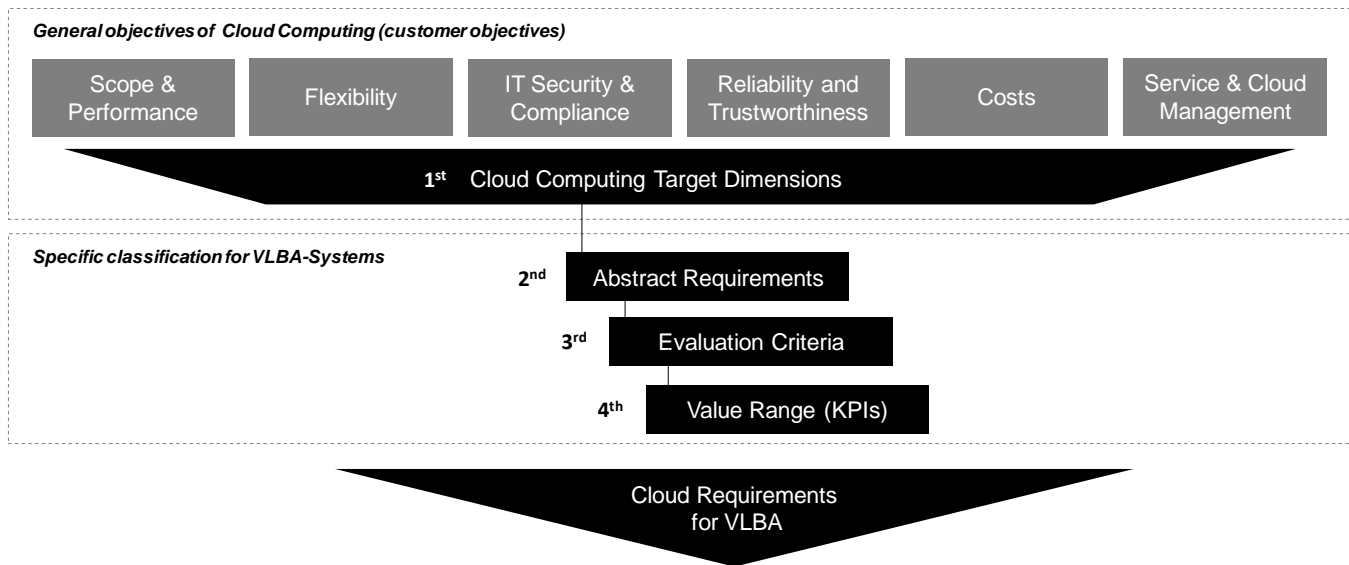 General objectives of Cloud Computing (customer objectives)
Scope &
Performance
Flexibility
IT Security &
Compliance
Reliability and
Trustworthiness
Costs
Service & Cloud
Management
1st Cloud Computing Target Dimensions
Specific classification for VLBA-Systems
2nd Abstract Requirements
3rd Evaluation Criteria
4th Value Range (KPIs)
Cloud Requirements
for VLBA